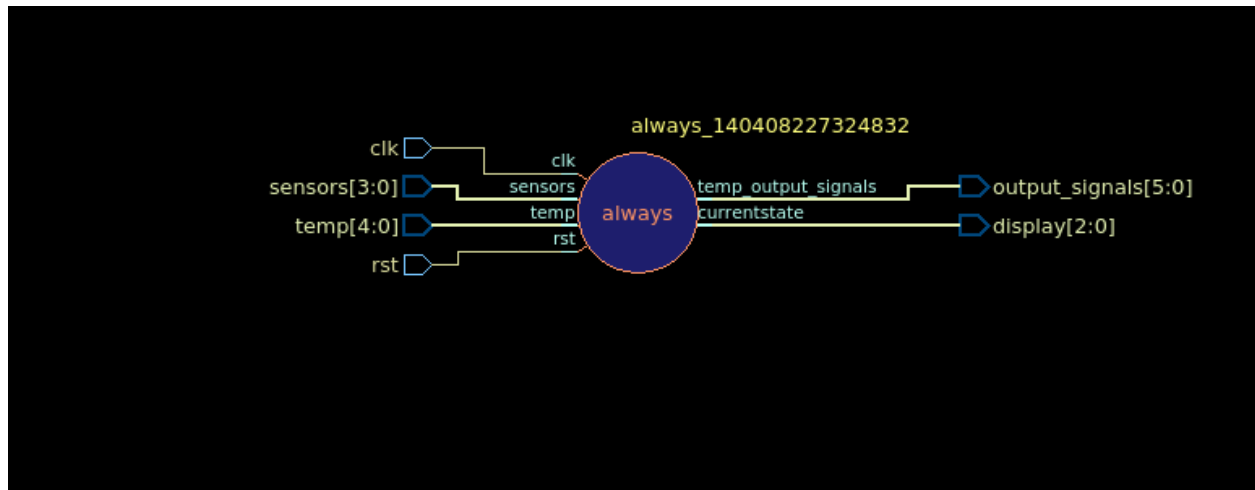 always_140408227324832
clk
clk
sensors[3:0]
sensors
temp_output_signals
output_signals[5:0]
temp[4:0]
temp
always
currentstate
display[2:0]
rst
rst